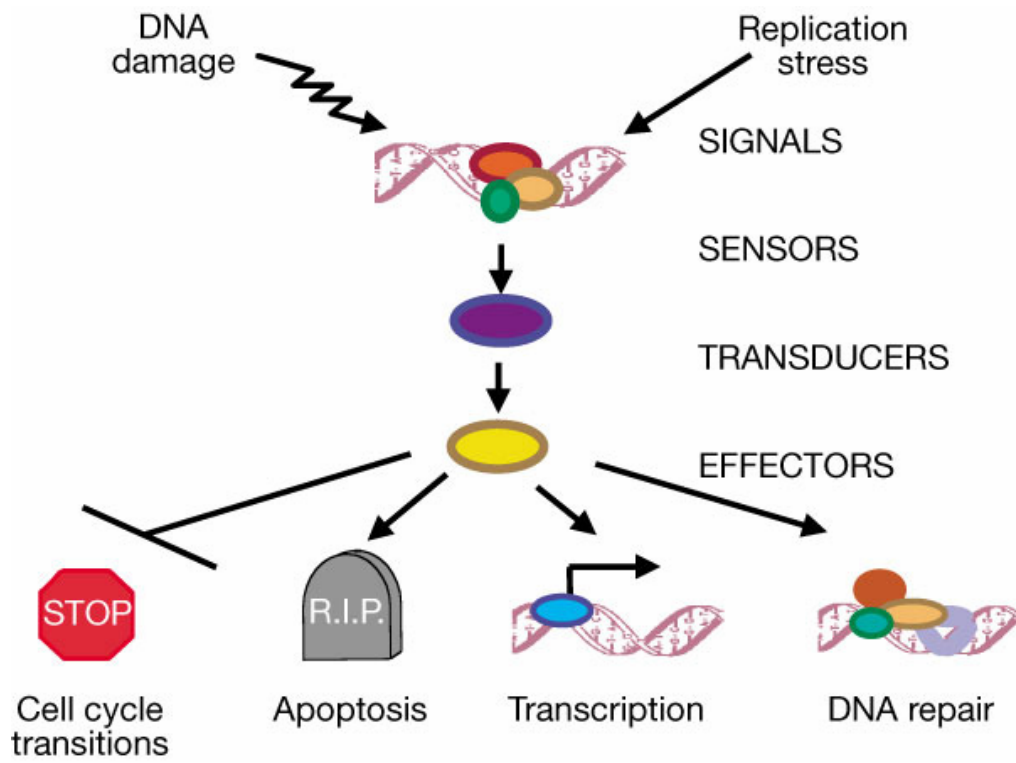 DNA
damage
Replication
stress
SIGNALS
SENSORS
TRANSDUCERS
EFFECTORS
STOP
R.I.P.
Cell cycle
transitions
Apoptosis
Transcription
DNA repair